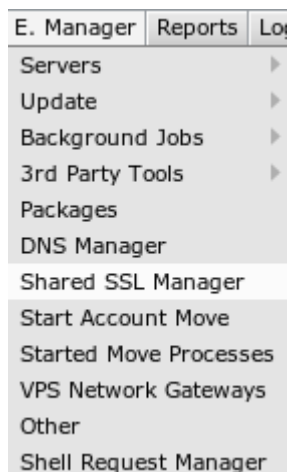 E. Manager Reports Log
Servers
Update
Background Jobs
3rd Party Tools
Packages
DNS Manager
Shared SSL Manager
Start Account Move
Started Move Processes
VPS Network Gateways
Other
Shell Request Manager